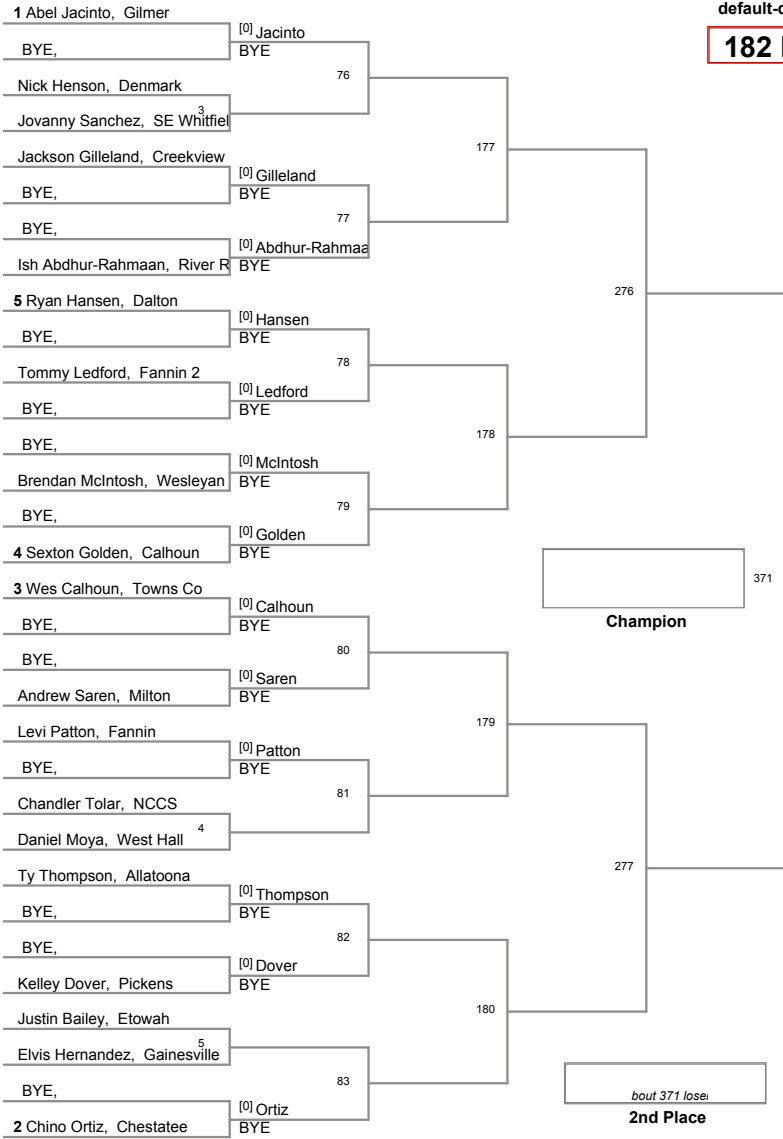 default-
182
1 Abel Jacinto, Gilmer
[0] Jacinto
BYE,
BYE
76
Nick Henson, Denmark
3
Jovanny Sanchez, SE Whitfiel
177
Jackson Gilleland, Creekview
[0] Gilleland
BYE,
BYE
77
BYE,
[0] Abdhur-Rahmaa
Ish Abdhur-Rahmaan, River R
BYE
276
5 Ryan Hansen, Dalton
[0] Hansen
BYE,
BYE
78
Tommy Ledford, Fannin 2
[0] Ledford
BYE,
BYE
178
BYE,
[0] McIntosh
Brendan McIntosh, Wesleyan
BYE
79
BYE,
[0] Golden
4 Sexton Golden, Calhoun
BYE
371
Champion
3 Wes Calhoun, Towns Co
[0] Calhoun
BYE,
BYE
80
BYE,
[0] Saren
Andrew Saren, Milton
BYE
179
Levi Patton, Fannin
[0] Patton
BYE,
BYE
81
Chandler Tolar, NCCS
4
Daniel Moya, West Hall
277
Ty Thompson, Allatoona
[0] Thompson
BYE,
BYE
82
BYE,
[0] Dover
Kelley Dover, Pickens
BYE
180
Justin Bailey, Etowah
5
Elvis Hernandez, Gainesville
83
BYE,
[0] Ortiz
2 Chino Ortiz, Chestatee
BYE
bout 371 loser
2nd Place